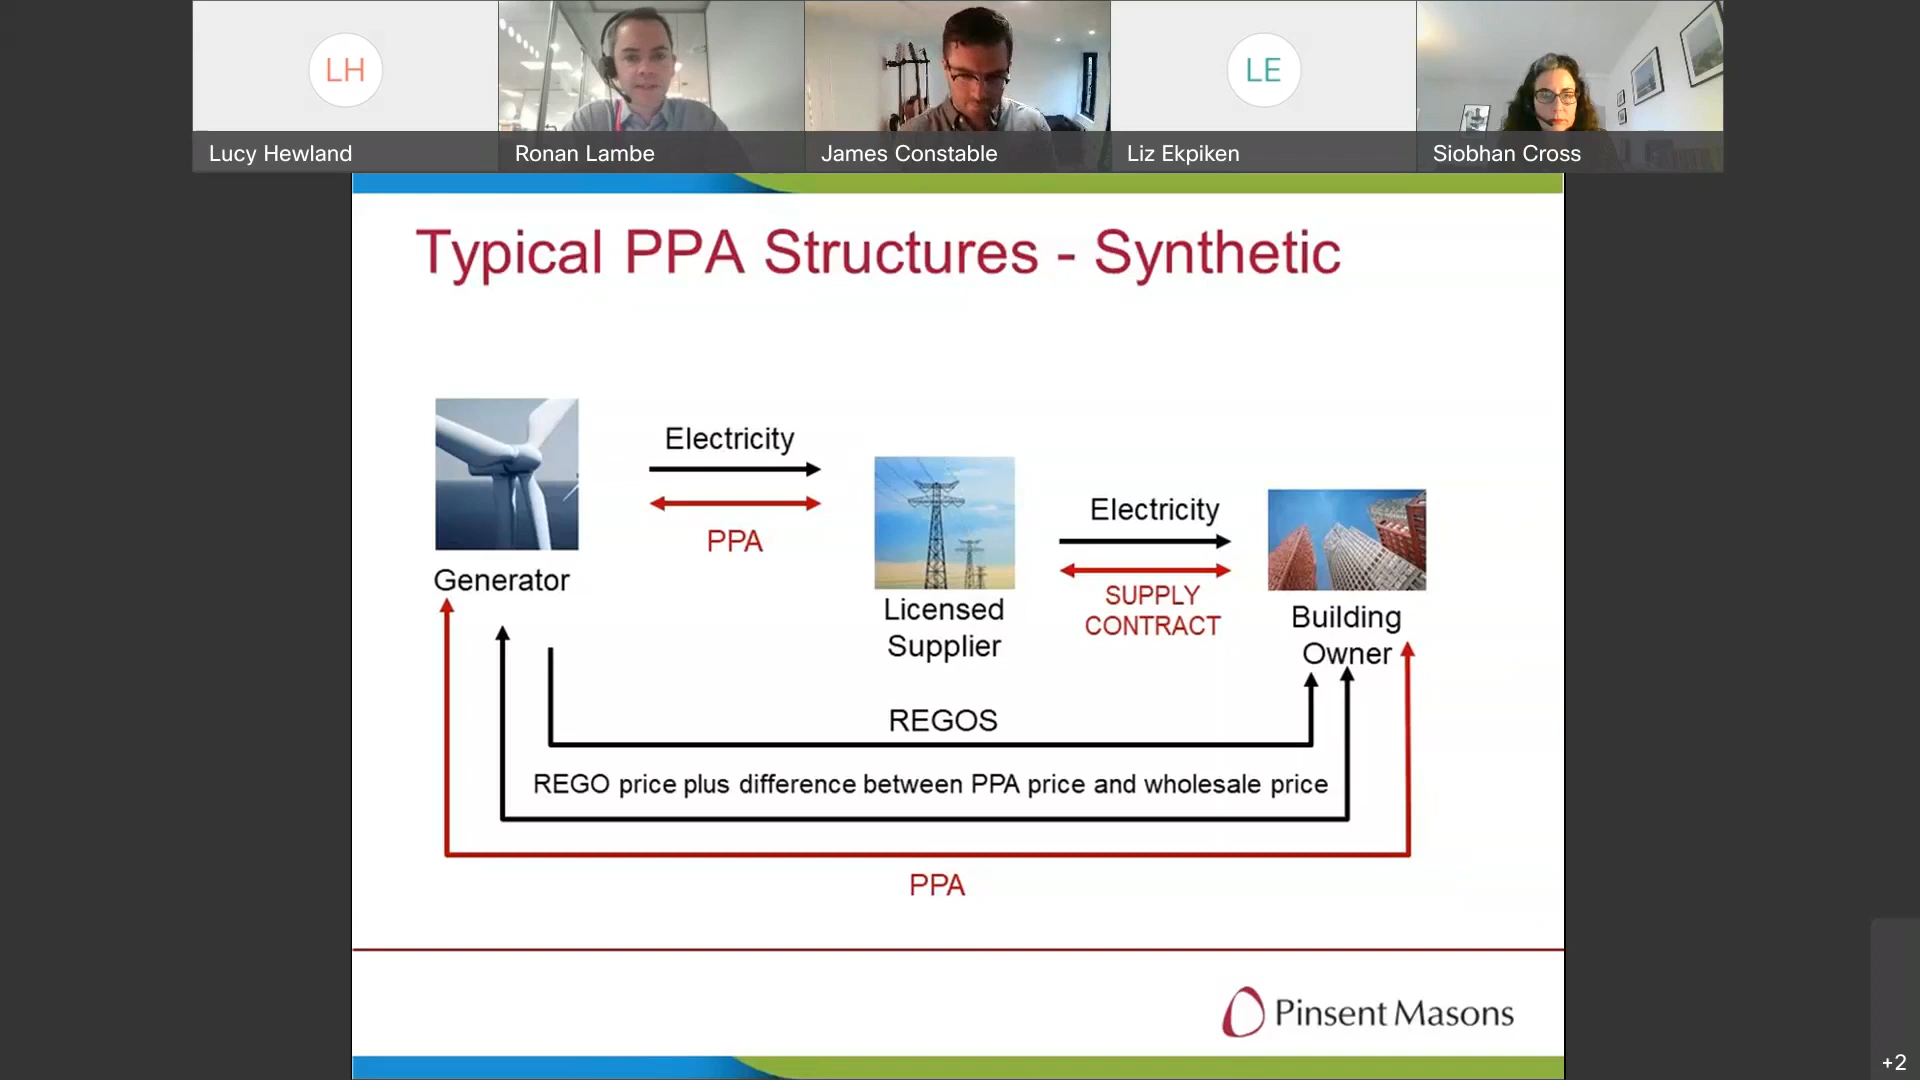 LH
LE
Lucy Hewland
Ronan Lambe
James Constable
Liz Ekpiken
Siobhan Cross
Typical PPA Structures - Synthetic
Electricity
PPA
Generator
Licensed
Supplier
Electricity
SUPPLY
CONTRACT
Building
Owner
REGOS
REGO price plus difference between PPA price and wholesale price
PPA
Pinsent Masons
+2